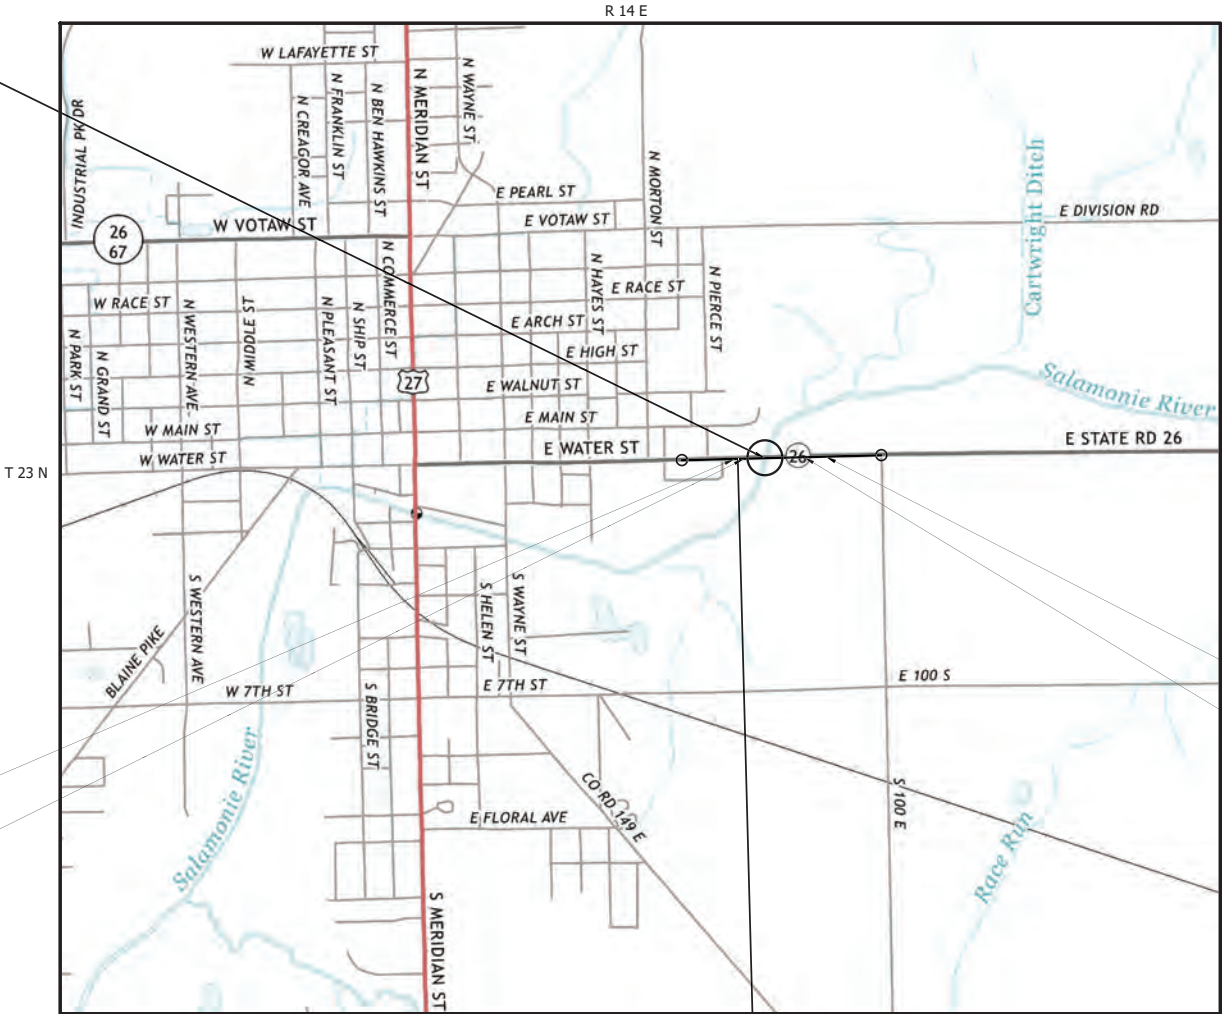 R 14 E
W LAFAYETTE ST
N WAYNE ST
N MERIDIAN ST
N FRANKLIN ST
N BEN HAWKINS ST
N CREAGOR AVE
INDUSTRIAL PK DR
N MORTON ST
Cartwright Ditch
E PEARL ST
E VOTAW ST
E DIVISION RD
W VOTAW ST
26
67
N COMMERCE ST
N HAYES ST
N PIERCE ST
E RACE ST
W RACE ST
N WESTERN AVE
N MIDDLE ST
N PLEASANT ST
N SHIP ST
E ARCH ST
N PARK ST
N GRAND ST
E HIGH ST
27
E WALNUT ST
Salamonie River
E MAIN ST
W MAIN ST
E WATER ST
E STATE RD 26
W WATER ST
26
T 23 N
S WESTERN AVE
S HELEN ST
S WAYNE ST
BLAINE PIKE
E 100 S
W 7TH ST
E 7TH ST
S BRIDGE ST
Salamonie River
CO RD 149 E
S 100 E
E FLORAL AVE
Race Run
S MERIDIAN ST